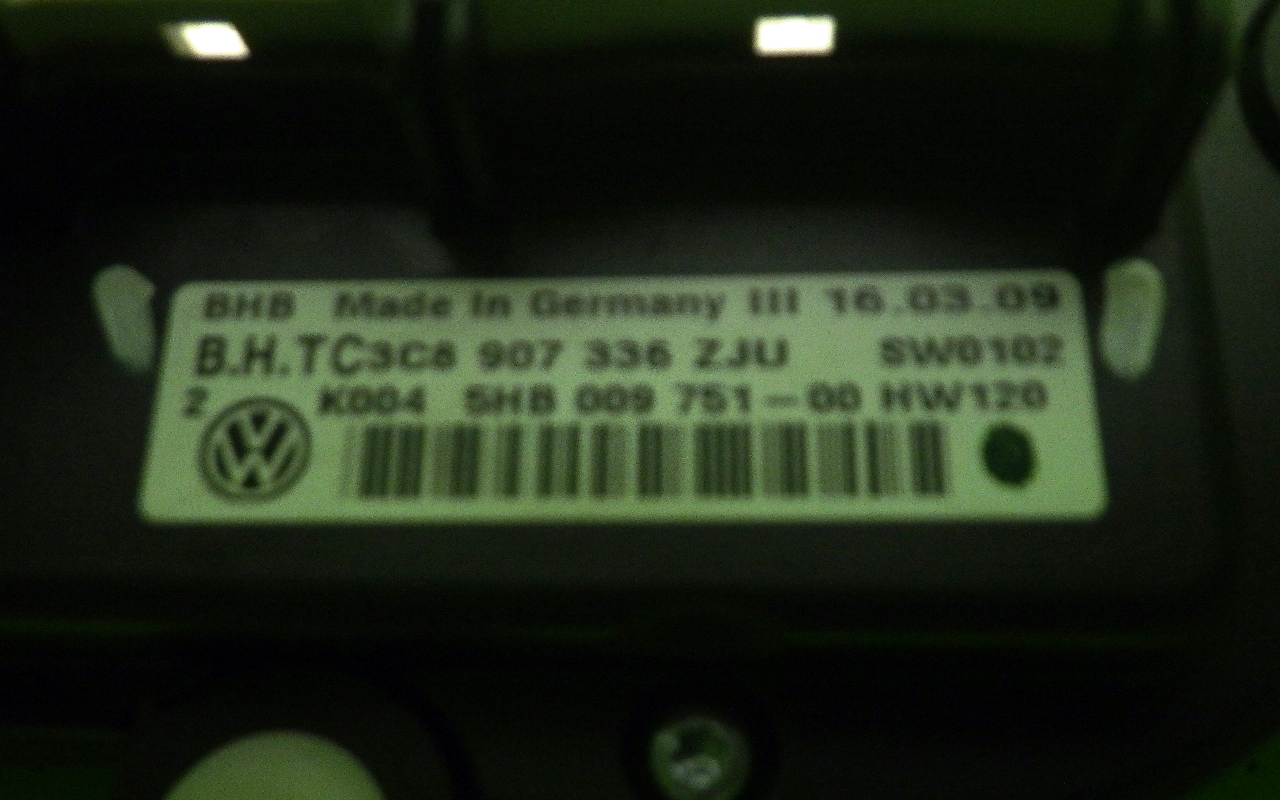 BHB Made In Germany III 16.03.09
B.H.TC3C8 907 336 ZJU SW0102
2 K004 5HB 009 751-00 HW120